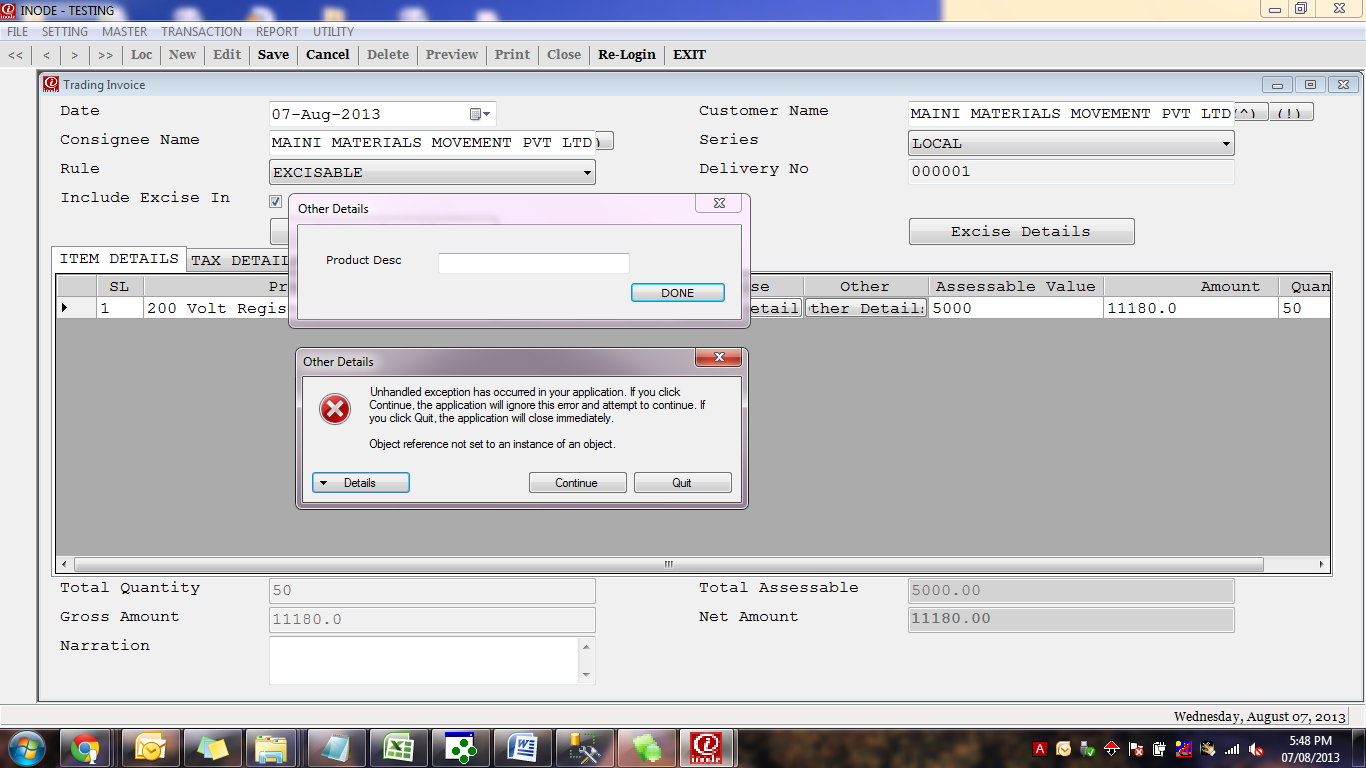 INODE - TESTING
FILE SETTING MASTER TRANSACTION REPORT UTILITY
<< < > >> Loc New Edit Save Cancel Delete Preview Print Close Re-Login EXIT
Trading Invoice
Date 07-Aug-2013 Customer Name MAINI MATERIALS MOVEMENT PVT LTD (^) (!)
Consignee Name MAINI MATERIALS MOVEMENT PVT LTD ) Series LOCAL
Rule EXCISABLE Delivery No 000001
Include Excise In
Excise Details
ITEM DETAILS TAX DETAIL
SL Pr se Other Assessable Value Amount Quan
1 200 Volt Regis etail ther Details 5000 11180.0 50
Other Details
Product Desc
DONE
Other Details
Unhandled exception has occurred in your application. If you click
Continue, the application will ignore this error and attempt to continue. If
you click Quit, the application will close immediately.
Object reference not set to an instance of an object.
Details Continue Quit
Total Quantity 50 Total Assessable 5000.00
Gross Amount 11180.0 Net Amount 11180.00
Narration
Wednesday, August 07, 2013
5:48 PM
07/08/2013